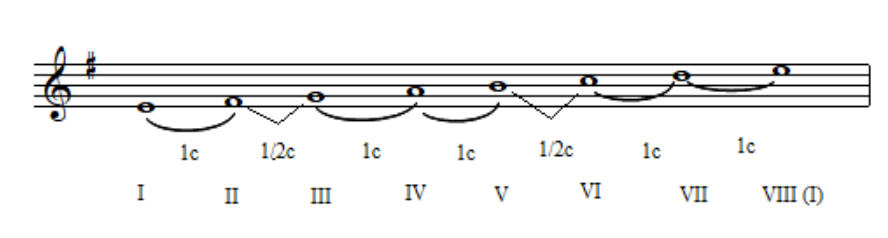 1c 1/2c 1c 1c 1/2c 1c 1c
I II III IV V VI VII VIII (I)